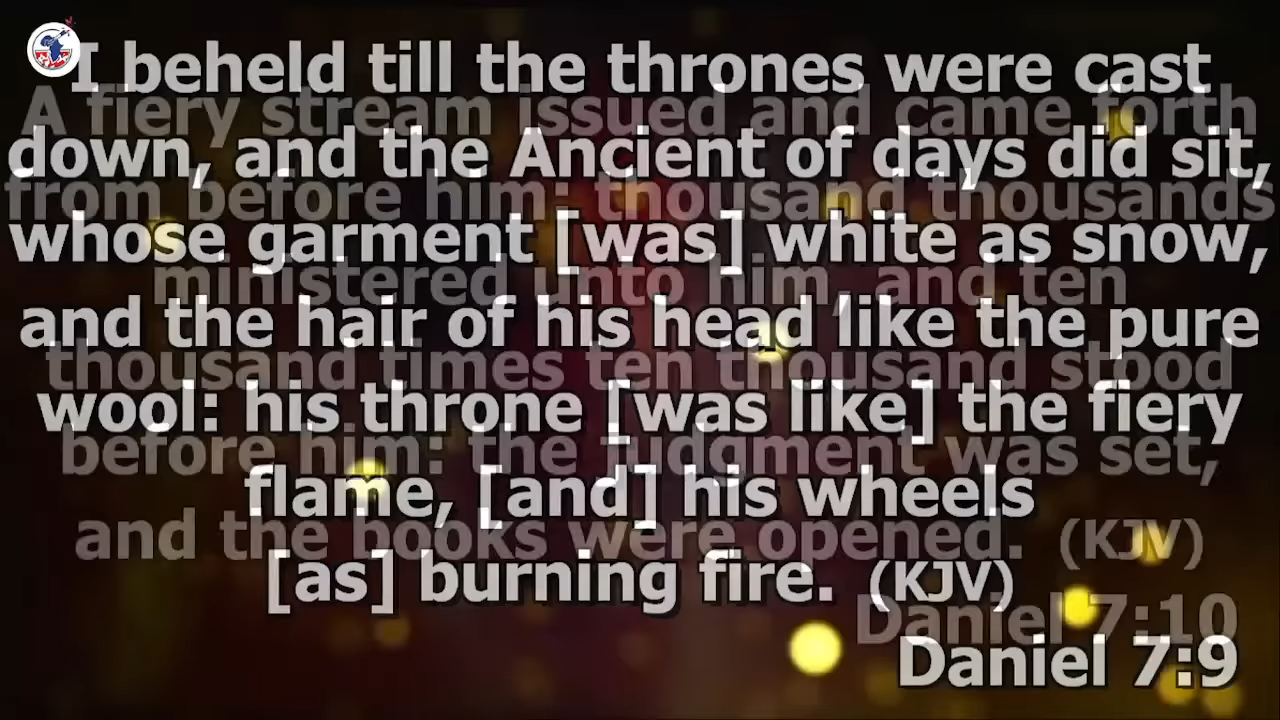 I beheld till the thrones were cast
down, and the Ancient of days did sit,
whose garment [was] white as snow,
and the hair of his head like the pure
wool: his throne [was like] the fiery
flame, [and] his wheels
[as] burning fire. (KJV)
Daniel 7:9
A fiery stream issued and came forth
from before him: thousand thousands
ministered unto him, and ten
thousand times ten thousand stood
before him: the judgment was set,
and the books were opened. (KJV)
Daniel 7:10